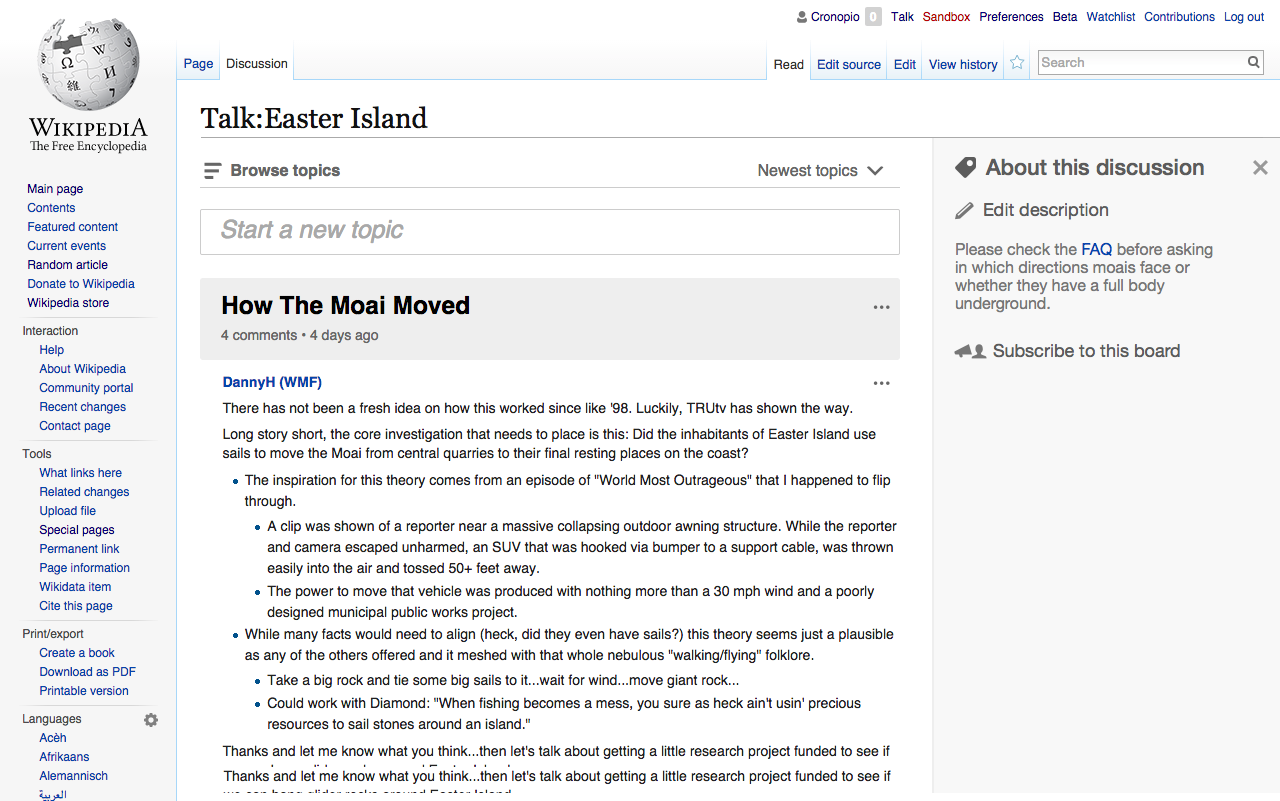 Cronopio 0 Talk Sandbox Preferences Beta Watchlist Contributions Log out
Page Discussion Read Edit source Edit View history Search
WIKIPEDIA
The Free Encyclopedia
Main page
Contents
Featured content
Current events
Random article
Donate to Wikipedia
Wikipedia store
Interaction
Help
About Wikipedia
Community portal
Recent changes
Contact page
Tools
What links here
Related changes
Upload file
Special pages
Permanent link
Page information
Wikidata item
Cite this page
Print/export
Create a book
Download as PDF
Printable version
Languages
Acèh
Afrikaans
Alemannisch
العربية
Talk:Easter Island
Browse topics Newest topics
Start a new topic
How The Moai Moved
4 comments • 4 days ago
DannyH (WMF)
There has not been a fresh idea on how this worked since like '98. Luckily, TRUtv has shown the way.
Long story short, the core investigation that needs to place is this: Did the inhabitants of Easter Island use
sails to move the Moai from central quarries to their final resting places on the coast?
• The inspiration for this theory comes from an episode of "World Most Outrageous" that I happened to flip
through.
• A clip was shown of a reporter near a massive collapsing outdoor awning structure. While the reporter
and camera escaped unharmed, an SUV that was hooked via bumper to a support cable, was thrown
easily into the air and tossed 50+ feet away.
• The power to move that vehicle was produced with nothing more than a 30 mph wind and a poorly
designed municipal public works project.
• While many facts would need to align (heck, did they even have sails?) this theory seems just a plausible
as any of the others offered and it meshed with that whole nebulous "walking/flying" folklore.
• Take a big rock and tie some big sails to it...wait for wind...move giant rock...
• Could work with Diamond: "When fishing becomes a mess, you sure as heck ain't usin' precious
resources to sail stones around an island."
Thanks and let me know what you think...then let's talk about getting a little research project funded to see if
Thanks and let me know what you think...then let's talk about getting a little research project funded to see if
About this discussion
Edit description
Please check the FAQ before asking
in which directions moais face or
whether they have a full body
underground.
Subscribe to this board